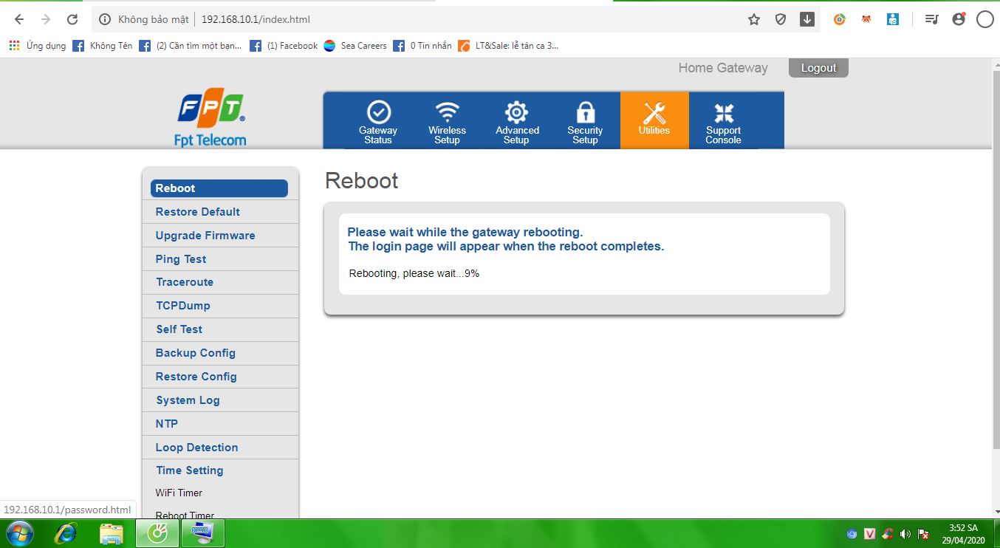 Không bảo mật
192.168.10.1/index.html
Ứng dụng
Không Tên
(2) Cần tìm một bạn...
(1) Facebook
Sea Careers
0 Tin nhắn
LT&Sale: lễ tân ca 3...
Home Gateway
Logout
FPT
Fpt Telecom
Gateway
Status
Wireless
Setup
Advanced
Setup
Security
Setup
Utilities
Support
Console
Reboot
Restore Default
Upgrade Firmware
Ping Test
Traceroute
TCPDump
Self Test
Backup Config
Restore Config
System Log
NTP
Loop Detection
Time Setting
WiFi Timer
Reboot Timer
Reboot
Please wait while the gateway rebooting.
The login page will appear when the reboot completes.
Rebooting, please wait...9%
192.168.10.1/password.html
V
3:52 SA
29/04/2020